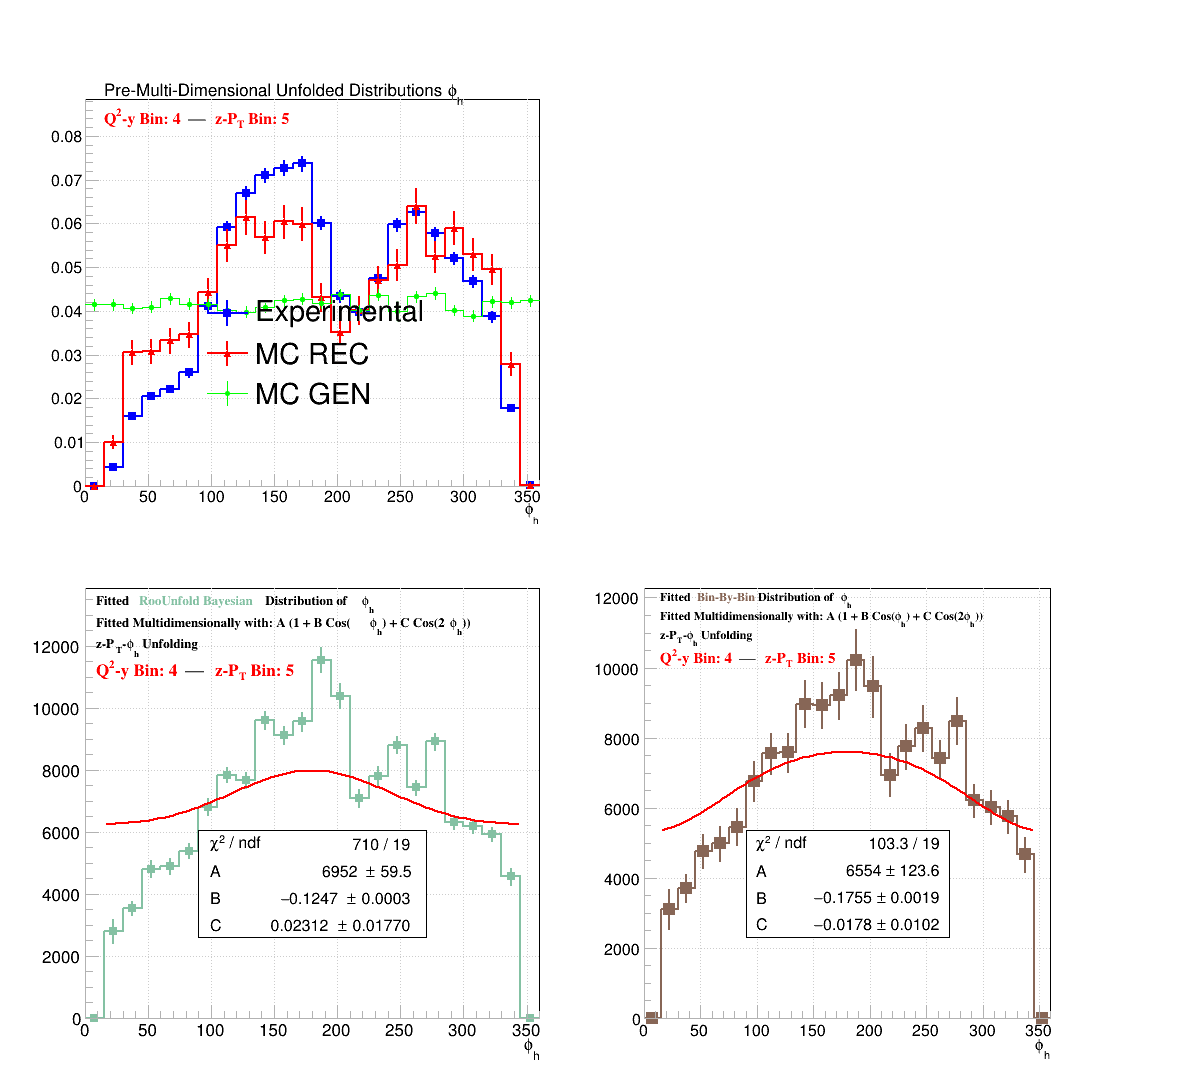 Pre-Multi-Dimensional Unfolded Distributions ϕh
Q2-y Bin: 4 — z-PT Bin: 5
0.08
0.07
0.06
0.05
0.04
0.03
0.02
0.01
0
Experimental
MC REC
MC GEN
0 50 100 150 200 250 300 350
ϕh
Fitted RooUnfold Bayesian Distribution of ϕh
Fitted Multidimensionally with: A (1 + B Cos( ϕh) + C Cos(2 ϕh))
z-PT-ϕh Unfolding
Q2-y Bin: 4 — z-PT Bin: 5
12000
10000
8000
6000
4000
2000
0
χ2 / ndf 710 / 19
A 6952 ± 59.5
B −0.1247 ± 0.0003
C 0.02312 ± 0.01770
0 50 100 150 200 250 300 350
ϕh
Fitted Bin-By-Bin Distribution of ϕh
Fitted Multidimensionally with: A (1 + B Cos(ϕh) + C Cos(2ϕh))
z-PT-ϕh Unfolding
Q2-y Bin: 4 — z-PT Bin: 5
12000
10000
8000
6000
4000
2000
0
χ2 / ndf 103.3 / 19
A 6554 ± 123.6
B −0.1755 ± 0.0019
C −0.0178 ± 0.0102
0 50 100 150 200 250 300 350
ϕh